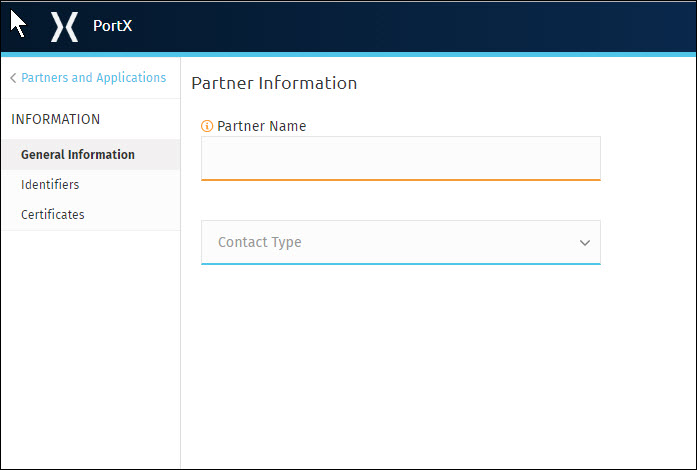 PortX
Partners and Applications
Partner Information
INFORMATION
General Information
Identifiers
Certificates
Partner Name
Contact Type